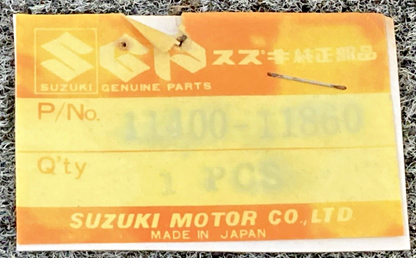 SGP スズキ純正部品
SUZUKI GENUINE PARTS
P/No. 11400-11860
Q'ty 1 PCS
SUZUKI MOTOR CO., LTD
MADE IN JAPAN